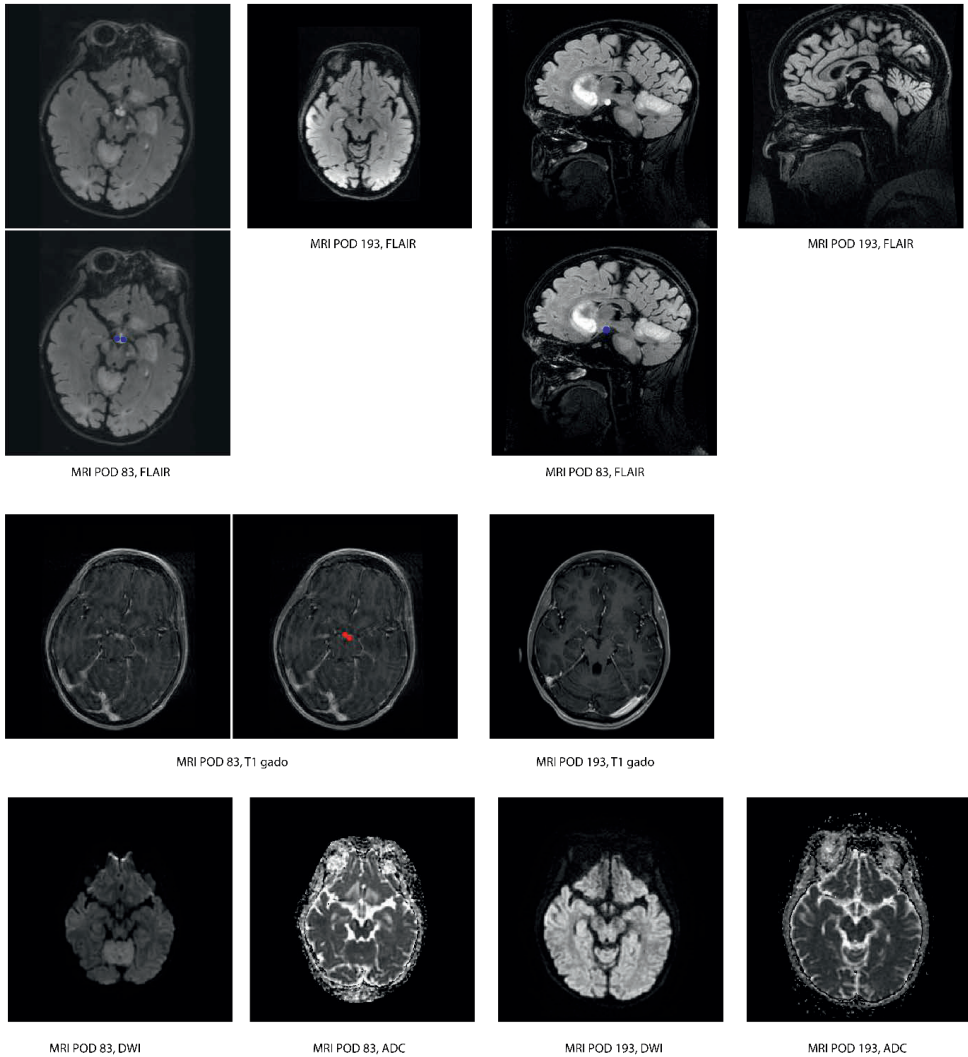 MRI POD 193, FLAIR
MRI POD 193, FLAIR
MRI POD 83, FLAIR
MRI POD 83, FLAIR
MRI POD 83, T1 gado
MRI POD 193, T1 gado
MRI POD 83, DWI
MRI POD 83, ADC
MRI POD 193, DWI
MRI POD 193, ADC